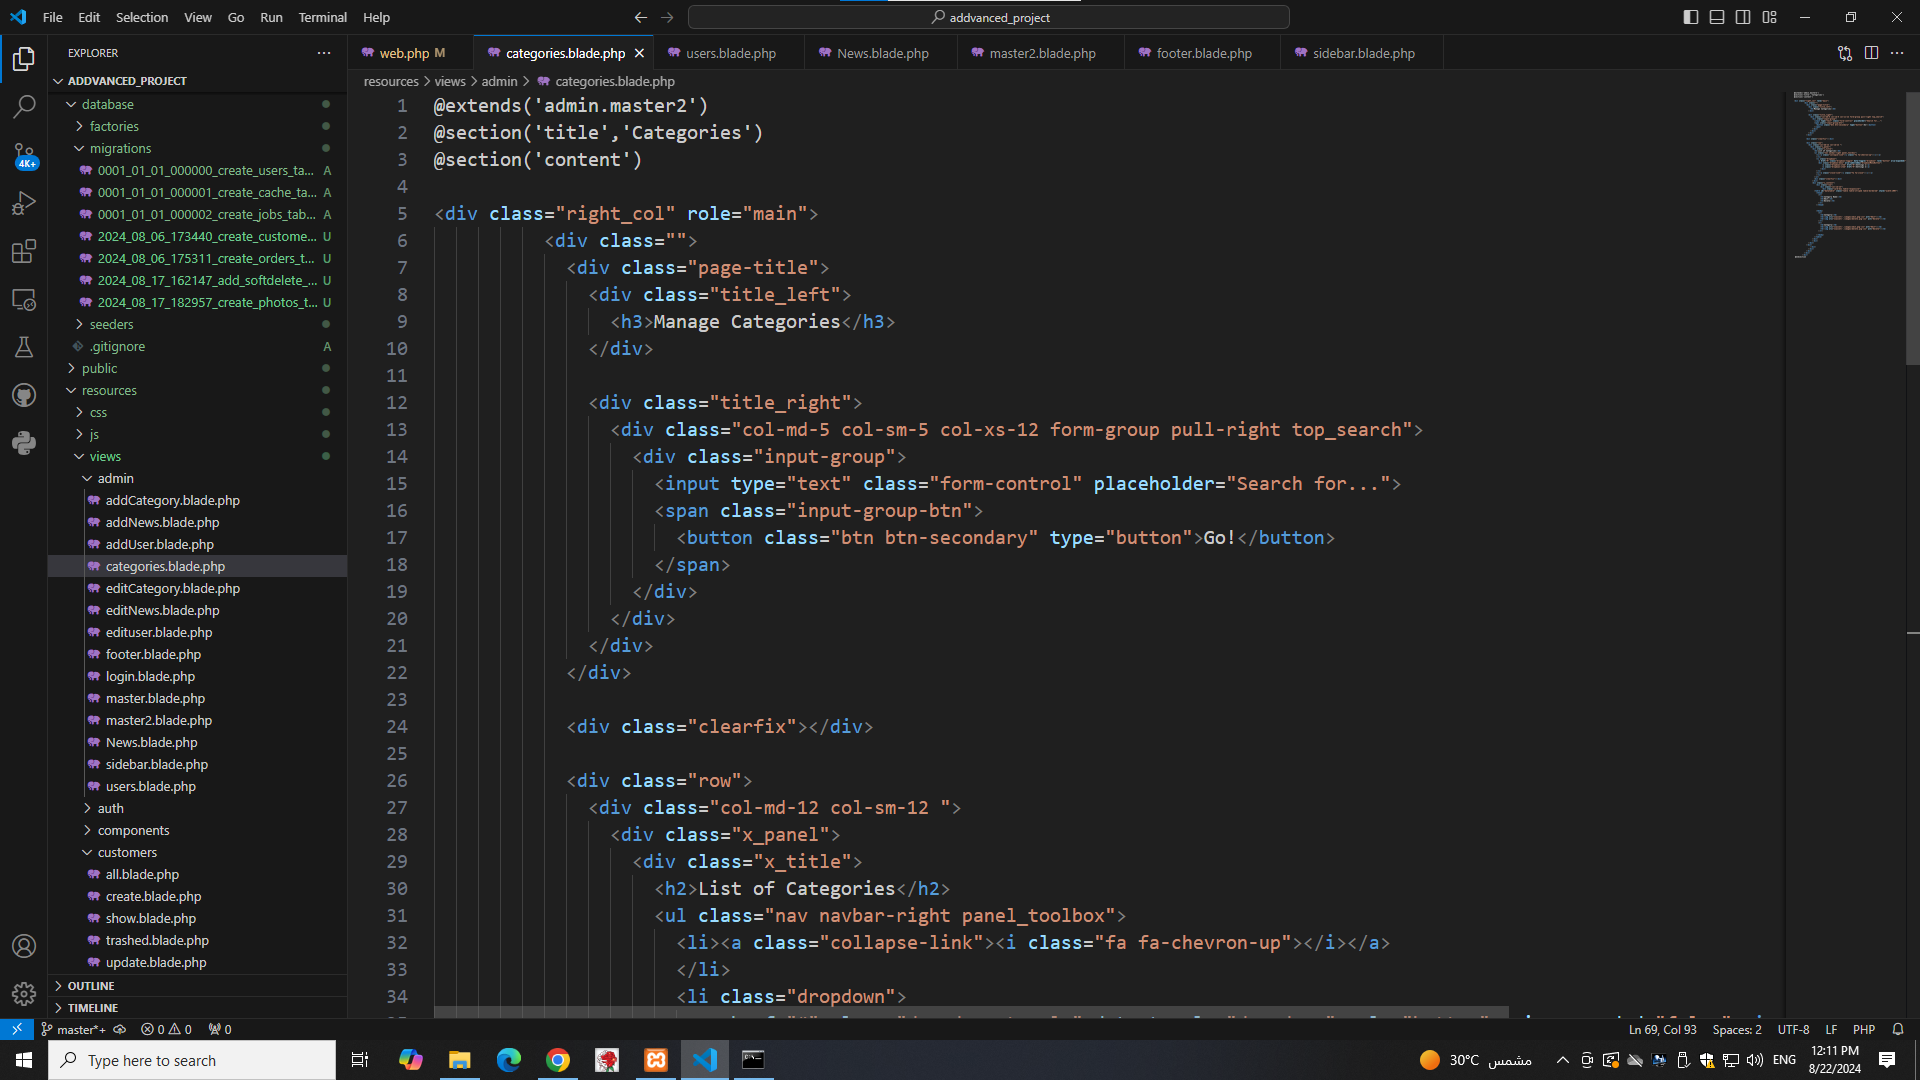 File Edit Selection View Go Run Terminal Help
addvanced_project
EXPLORER
ADDVANCED_PROJECT
database
factories
migrations
0001_01_01_000000_create_users_ta... A
0001_01_01_000001_create_cache_ta... A
0001_01_01_000002_create_jobs_tab... A
2024_08_06_173440_create_custome... U
2024_08_06_175311_create_orders_t... U
2024_08_17_162147_add_softdelete_... U
2024_08_17_182957_create_photos_t... U
seeders
.gitignore A
public
resources
css
js
views
admin
addCategory.blade.php
addNews.blade.php
addUser.blade.php
categories.blade.php
editCategory.blade.php
editNews.blade.php
edituser.blade.php
footer.blade.php
login.blade.php
master.blade.php
master2.blade.php
News.blade.php
sidebar.blade.php
users.blade.php
auth
components
customers
all.blade.php
create.blade.php
show.blade.php
trashed.blade.php
update.blade.php
OUTLINE
TIMELINE
4K+
web.php M categories.blade.php users.blade.php News.blade.php master2.blade.php footer.blade.php sidebar.blade.php
resources > views > admin > categories.blade.php
1 @extends('admin.master2')
2 @section('title','Categories')
3 @section('content')
4
5 <div class="right_col" role="main">
6 <div class="">
7 <div class="page-title">
8 <div class="title_left">
9 <h3>Manage Categories</h3>
10 </div>
11
12 <div class="title_right">
13 <div class="col-md-5 col-sm-5 col-xs-12 form-group pull-right top_search">
14 <div class="input-group">
15 <input type="text" class="form-control" placeholder="Search for...">
16 <span class="input-group-btn">
17 <button class="btn btn-secondary" type="button">Go!</button>
18 </span>
19 </div>
20 </div>
21 </div>
22 </div>
23
24 <div class="clearfix"></div>
25
26 <div class="row">
27 <div class="col-md-12 col-sm-12 ">
28 <div class="x_panel">
29 <div class="x_title">
30 <h2>List of Categories</h2>
31 <ul class="nav navbar-right panel_toolbox">
32 <li><a class="collapse-link"><i class="fa fa-chevron-up"></i></a>
33 </li>
34 <li class="dropdown">
master*+ 0 0 0 Ln 69, Col 93 Spaces: 2 UTF-8 LF PHP
Type here to search
30°C مشمس
ENG
12:11 PM
8/22/2024